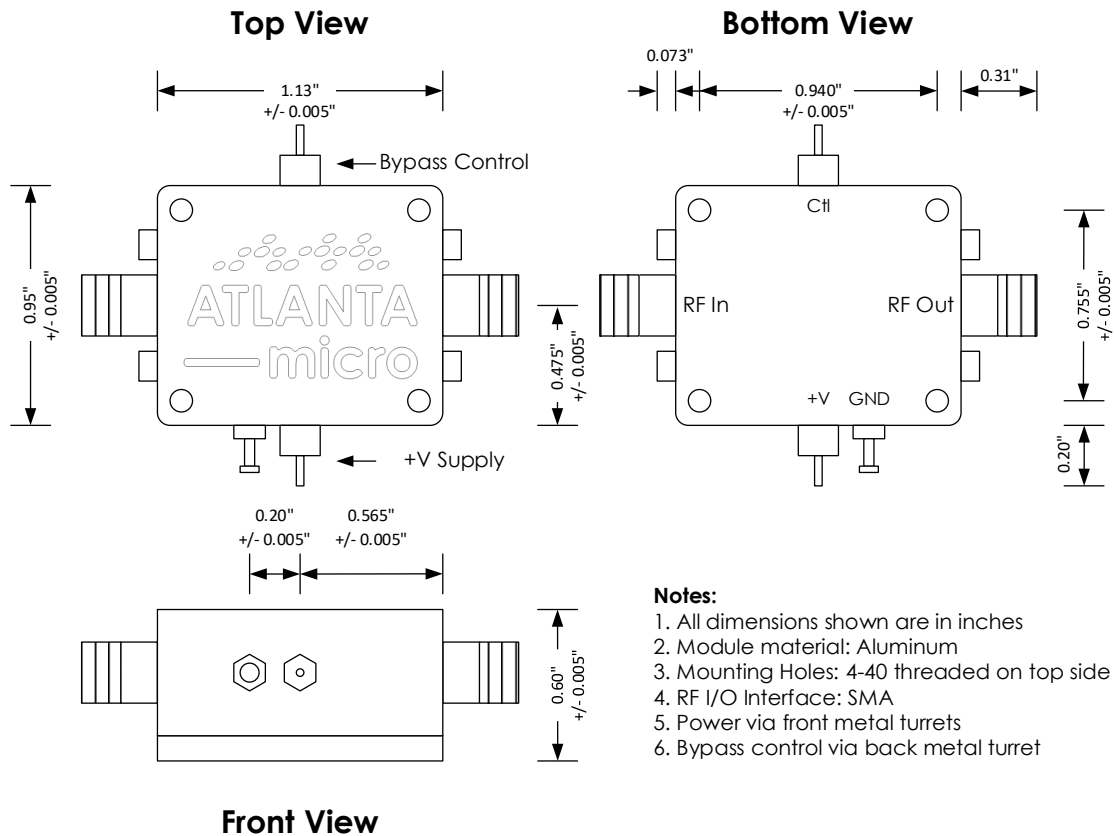 Top View
Bottom View
1.13"
+/- 0.005"
0.073"
0.940"
+/- 0.005"
0.31"
Bypass Control
Ctl
0.95"
+/- 0.005"
ATLANTA
micro
0.475"
+/- 0.005"
RF In
RF Out
0.755"
+/- 0.005"
+V GND
+V Supply
0.20"
0.20"
+/- 0.005"
0.565"
+/- 0.005"
0.60"
+/- 0.005"
Notes:
1. All dimensions shown are in inches
2. Module material: Aluminum
3. Mounting Holes: 4-40 threaded on top side
4. RF I/O Interface: SMA
5. Power via front metal turrets
6. Bypass control via back metal turret
Front View